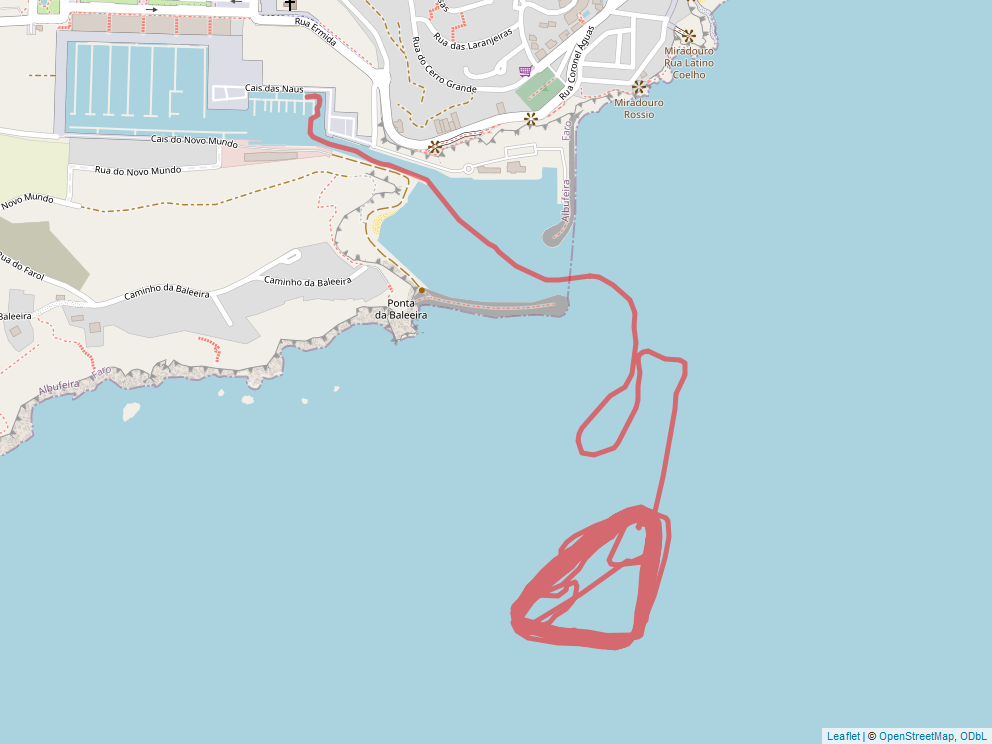 Rua Ermida
Rua das Laranjeiras
Rua do Cerro Grande
Rua Coronel Águas
Miradouro
Rua Latino
Coelho
Miradouro
Rossio
Cais das Naus
Cais do Novo Mundo
Rua do Novo Mundo
Novo Mundo
Faro
Albufeira
Rua do Farol
Caminho da Baleeira
Caminho da Baleeira
Baleeira
Ponta
da Baleeira
Faro
Albufeira
Leaflet | © OpenStreetMap, ODbL